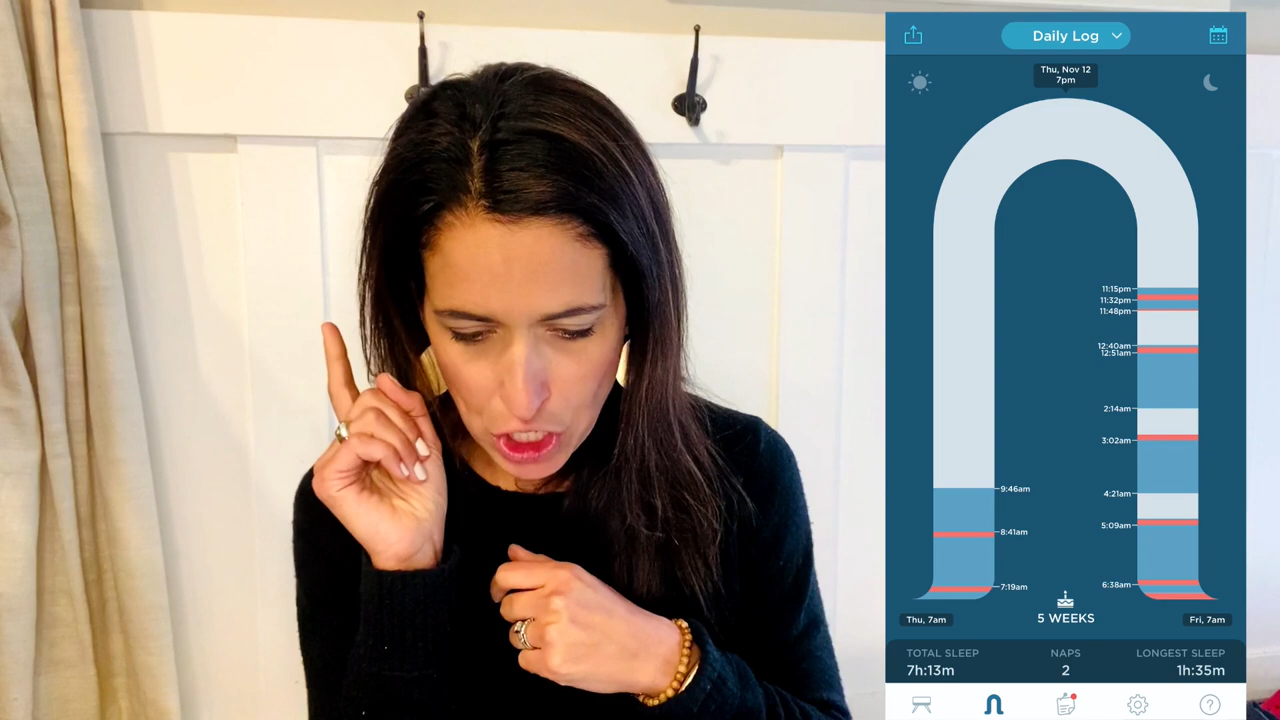 Daily Log
Thu, Nov 12
7pm
11:15pm
11:32pm
11:48pm
12:40am
12:51am
2:14am
3:02am
4:21am
5:09am
6:38am
9:46am
8:41am
7:19am
5 WEEKS
Thu, 7am
Fri, 7am
TOTAL SLEEP
NAPS
LONGEST SLEEP
7h:13m
2
1h:35m
?